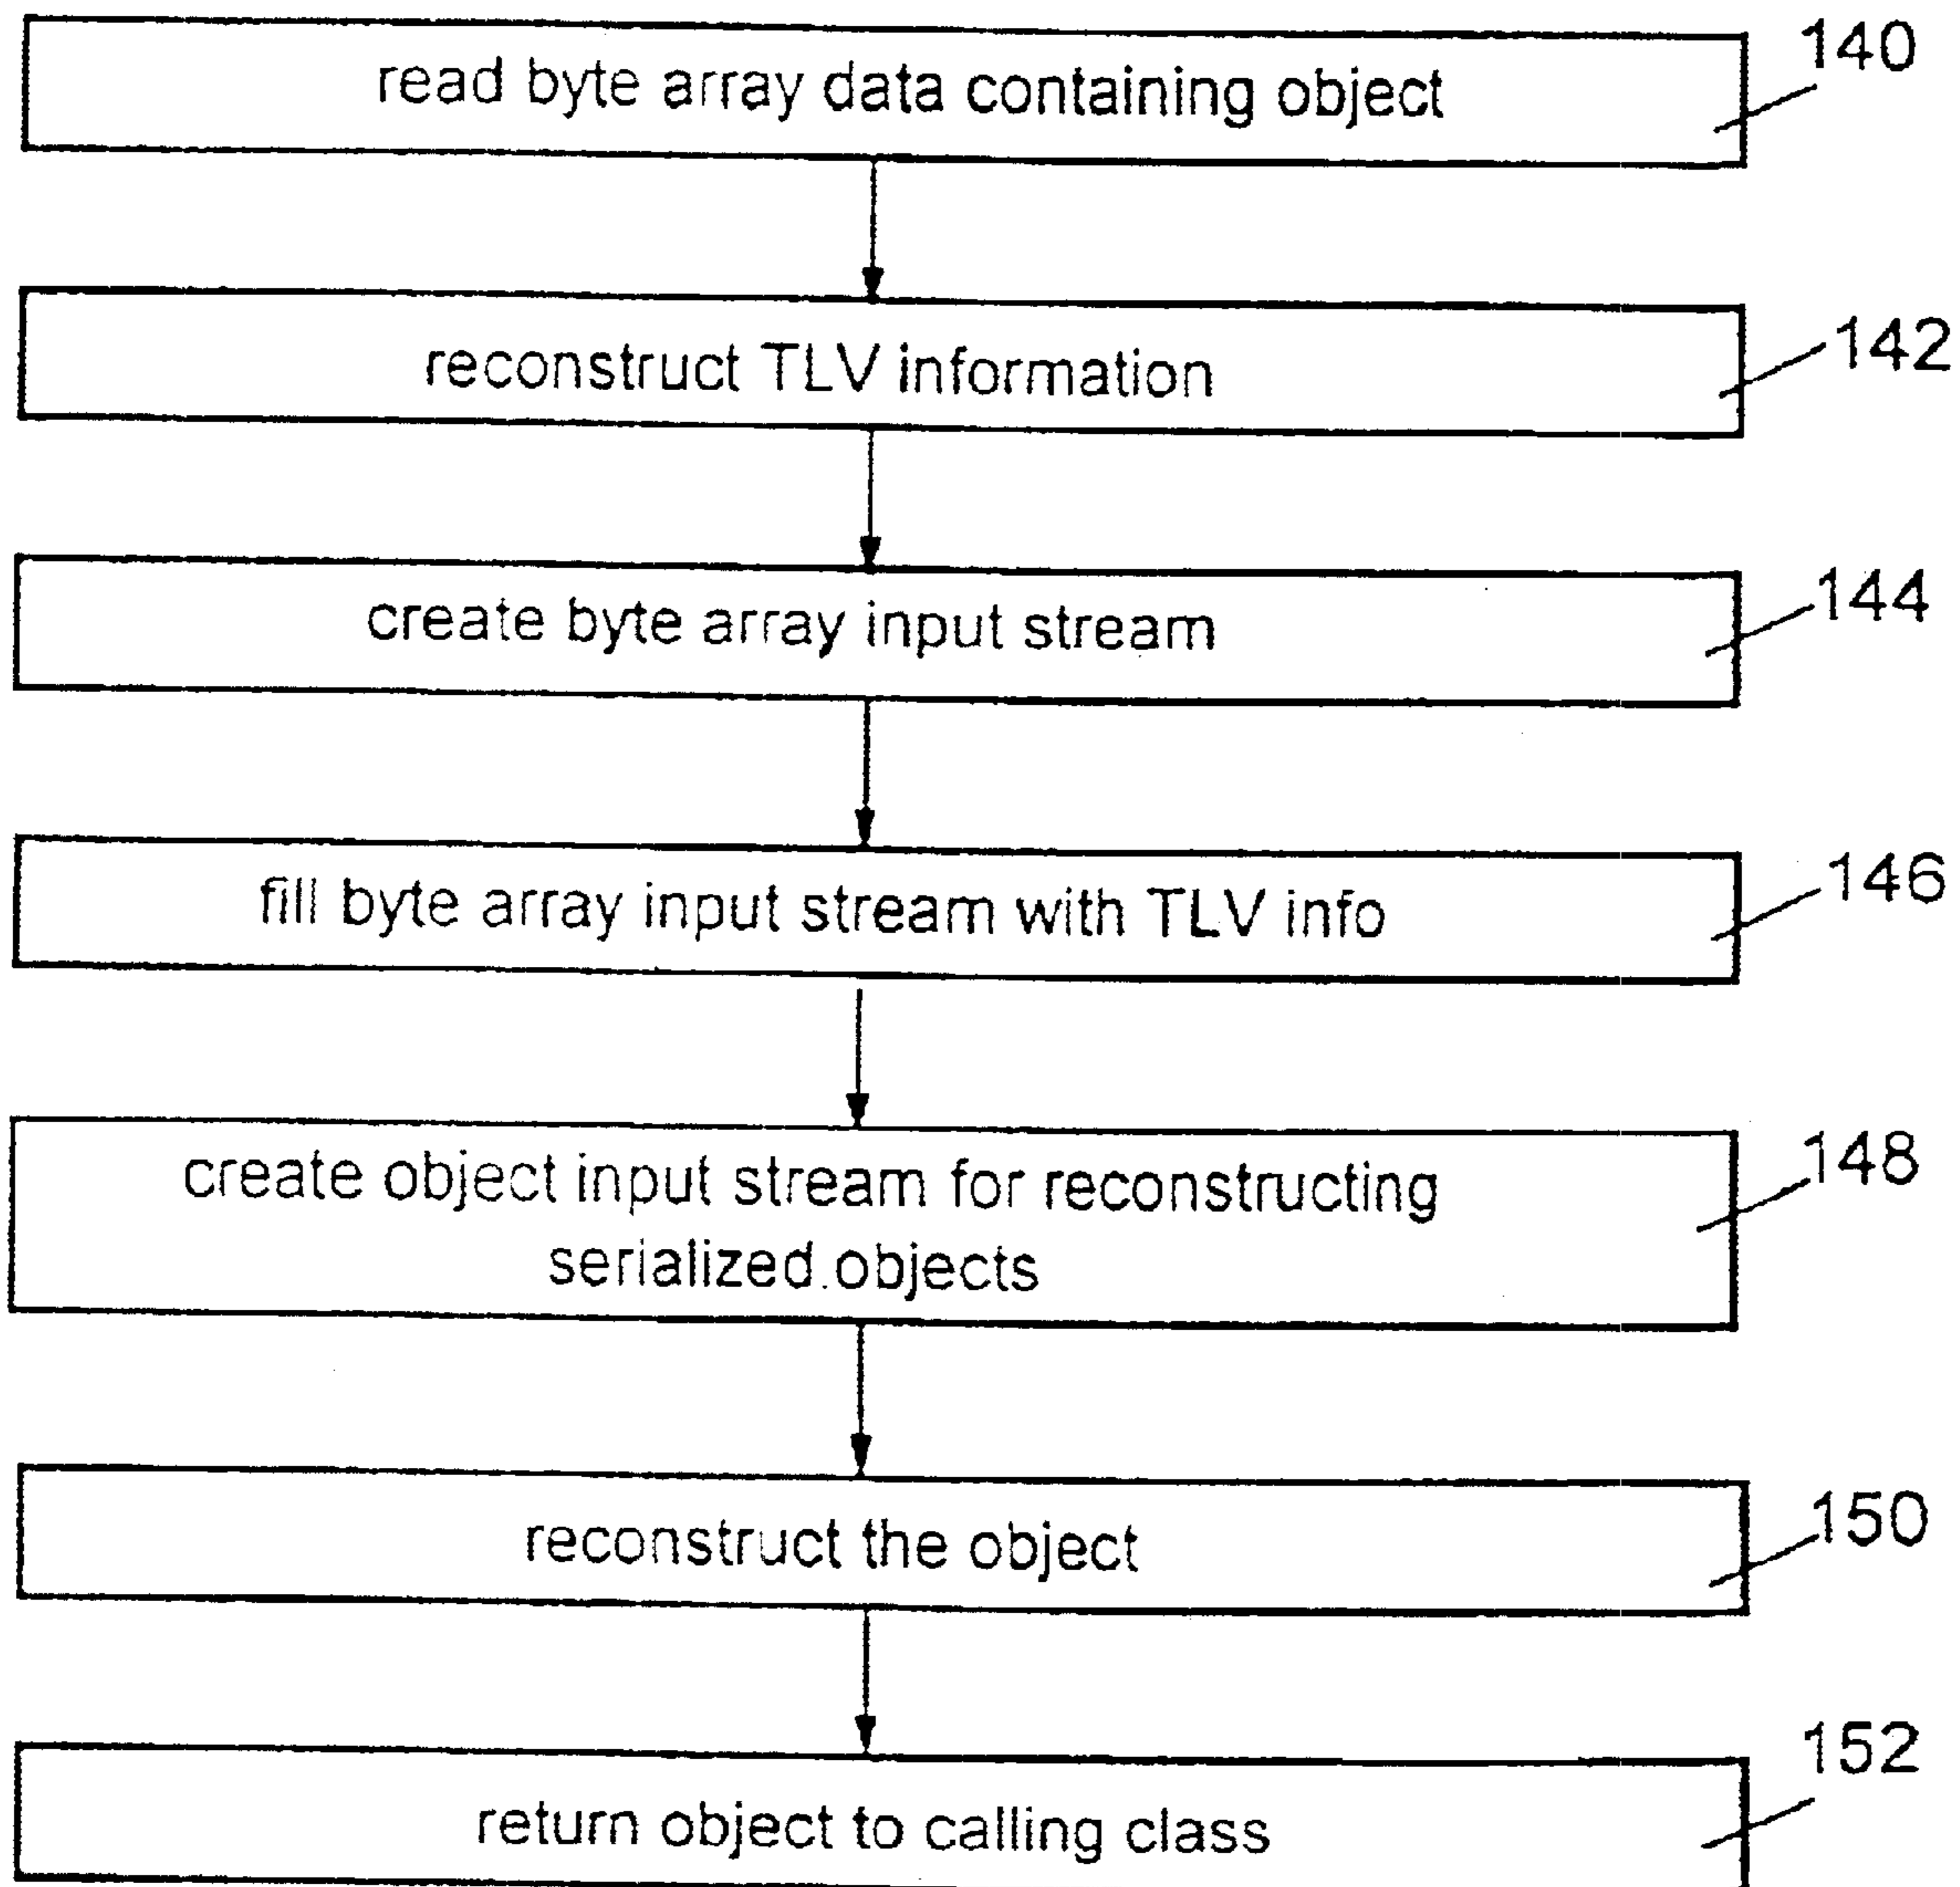 read byte array data containing object
140
reconstruct TLV information
142
create byte array input stream
144
fill byte array input stream with TLV info
146
create object input stream for reconstructing
serialized objects
148
reconstruct the object
150
return object to calling class
152